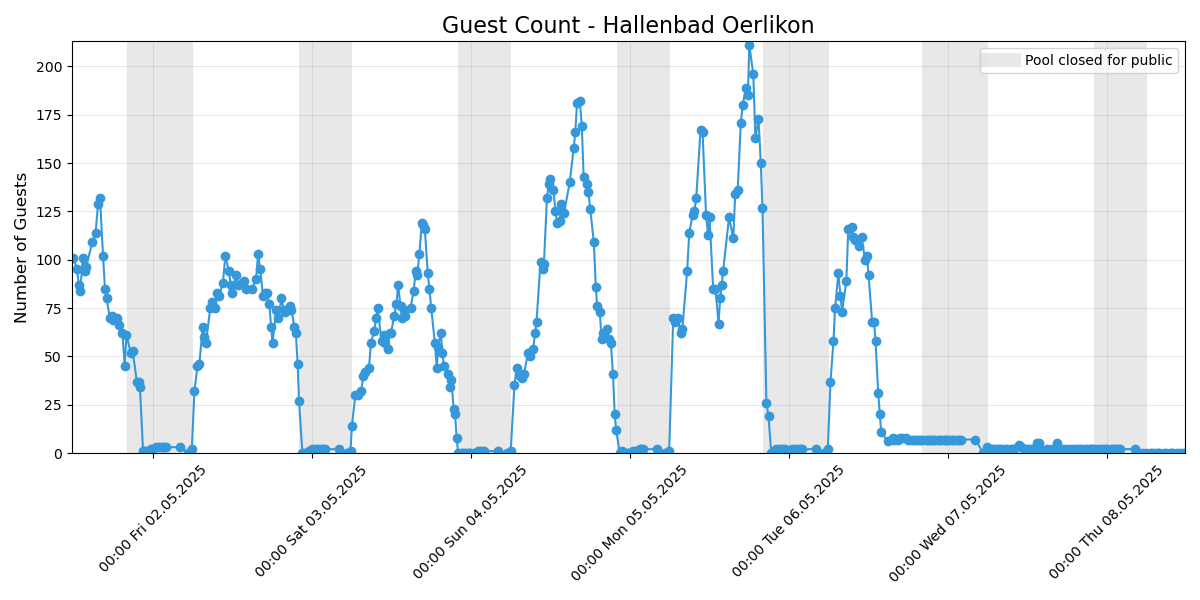 Guest Count - Hallenbad Oerlikon
Pool closed for public
Number of Guests
200
175
150
125
100
75
50
25
0
00:00 Fri 02.05.2025
00:00 Sat 03.05.2025
00:00 Sun 04.05.2025
00:00 Mon 05.05.2025
00:00 Tue 06.05.2025
00:00 Wed 07.05.2025
00:00 Thu 08.05.2025